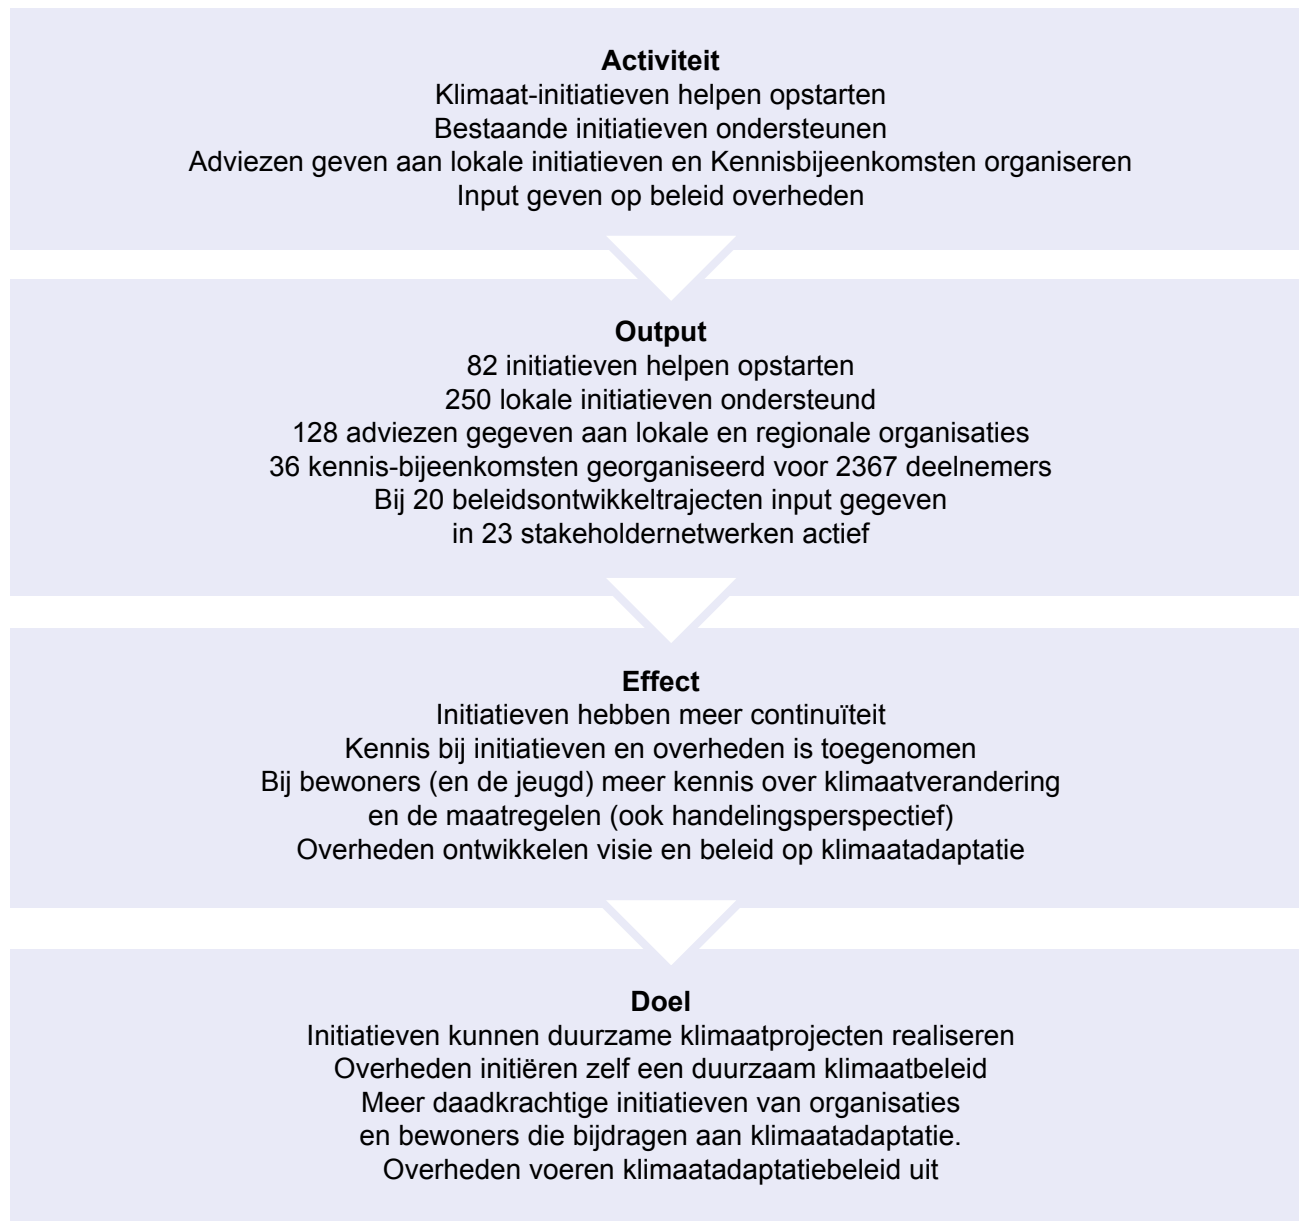 Activiteit
Klimaat-initiatieven helpen opstarten
Bestaande initiatieven ondersteunen
Adviezen geven aan lokale initiatieven en Kennisbijeenkomsten organiseren
Input geven op beleid overheden
Output
82 initiatieven helpen opstarten
250 lokale initiatieven ondersteund
128 adviezen gegeven aan lokale en regionale organisaties
36 kennis-bijeenkomsten georganiseerd voor 2367 deelnemers
Bij 20 beleidsontwikkeltrajecten input gegeven
in 23 stakeholdernetwerken actief
Effect
Initiatieven hebben meer continuïteit
Kennis bij initiatieven en overheden is toegenomen
Bij bewoners (en de jeugd) meer kennis over klimaatverandering
en de maatregelen (ook handelingsperspectief)
Overheden ontwikkelen visie en beleid op klimaatadaptatie
Doel
Initiatieven kunnen duurzame klimaatprojecten realiseren
Overheden initiëren zelf een duurzaam klimaatbeleid
Meer daadkrachtige initiatieven van organisaties
en bewoners die bijdragen aan klimaatadaptatie.
Overheden voeren klimaatadaptatiebeleid uit